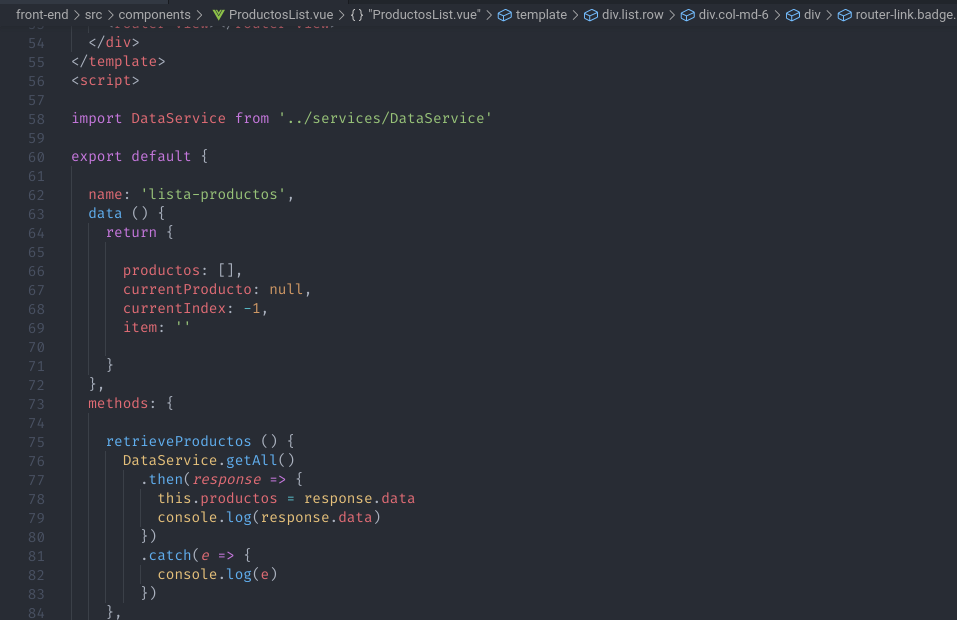 front-end > src > components > ProductosList.vue > {} "ProductosList.vue" > template > div.list.row > div.col-md-6 > div > router-link.badge.
54 </div>
55 </template>
56 <script>
57
58 import DataService from '../services/DataService'
59
60 export default {
61
62 name: 'lista-productos',
63 data () {
64 return {
65
66 productos: [],
67 currentProducto: null,
68 currentIndex: -1,
69 item: ''
70
71 }
72 },
73 methods: {
74
75 retrieveProductos () {
76 DataService.getAll()
77 .then(response => {
78 this.productos = response.data
79 console.log(response.data)
80 })
81 .catch(e => {
82 console.log(e)
83 })
84 },